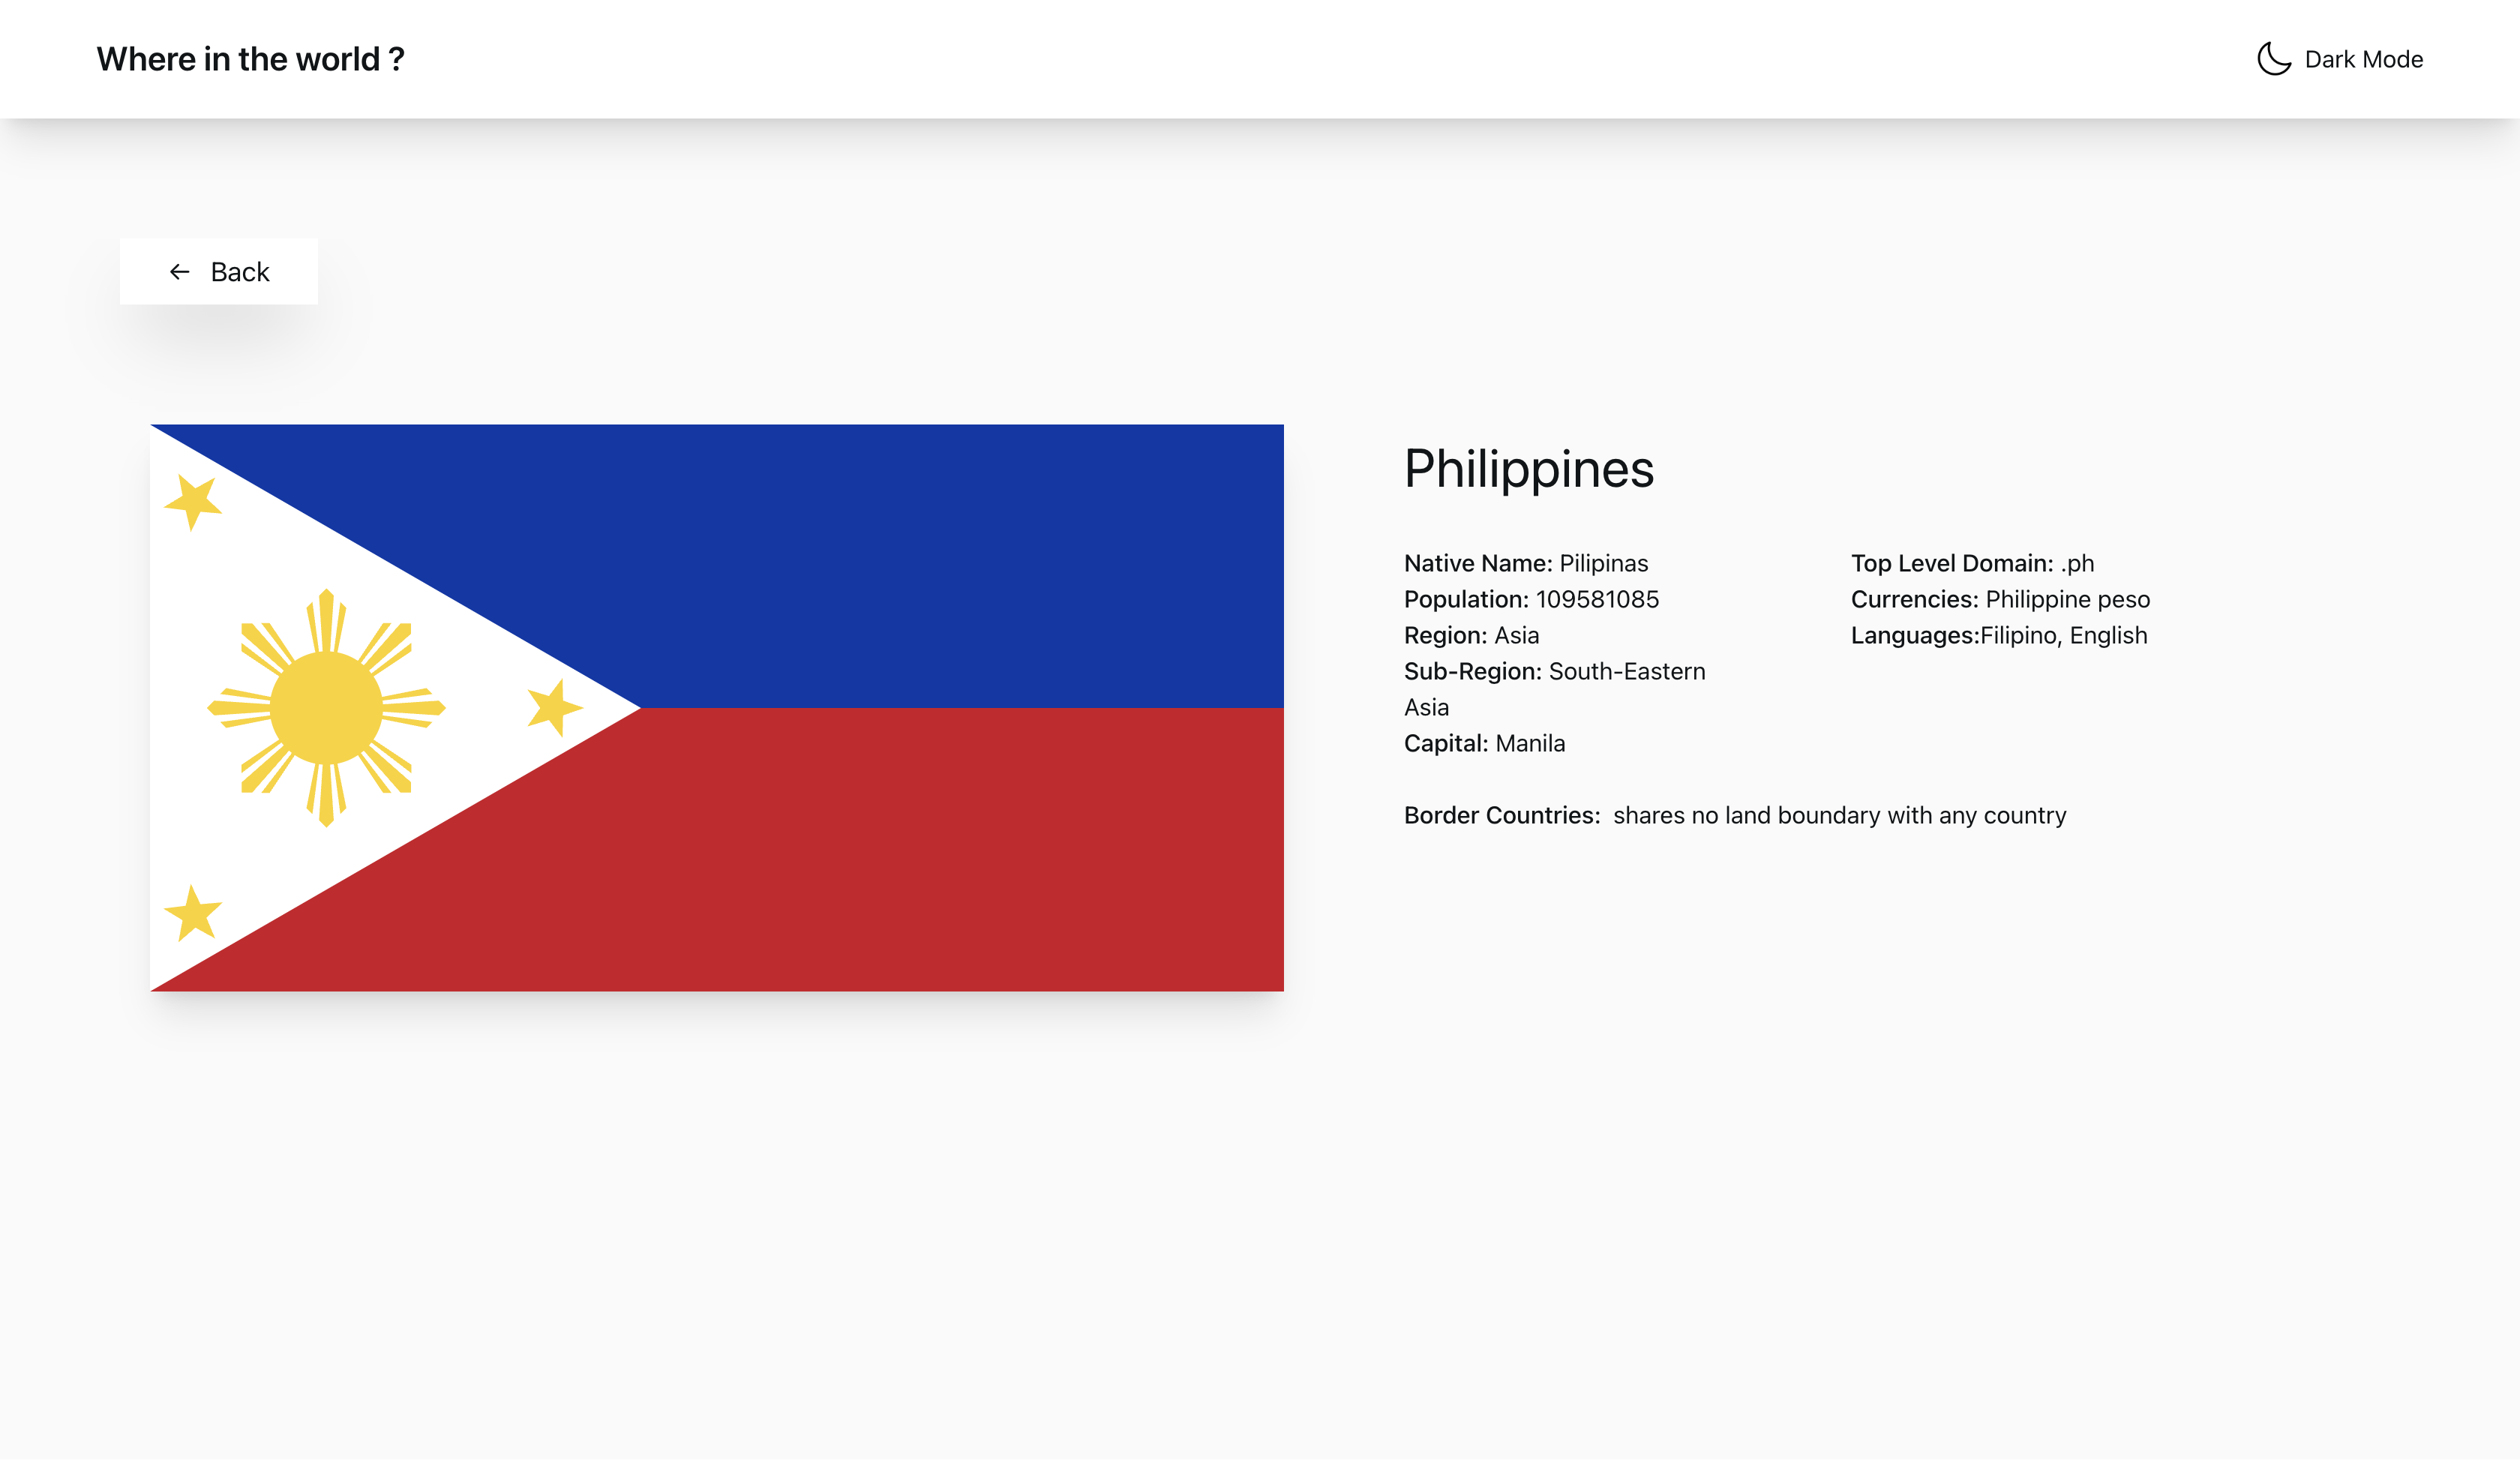 Where in the world ?
Dark Mode
Back
Philippines
Native Name: Pilipinas
Population: 109581085
Region: Asia
Sub-Region: South-Eastern
Asia
Capital: Manila
Top Level Domain: .ph
Currencies: Philippine peso
Languages:Filipino, English
Border Countries: shares no land boundary with any country